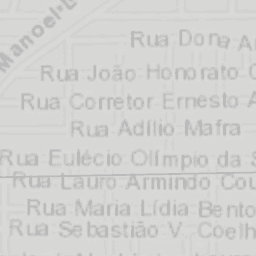 Manoel
Rua Dona
Rua João Honorato
Rua Corretor Ernesto
Rua Adílio Mafra
Rua Eulécio Olímpio da
Rua Lauro Armindo
Rua Maria Lídia Bento
Rua Sebastião V. Coelh